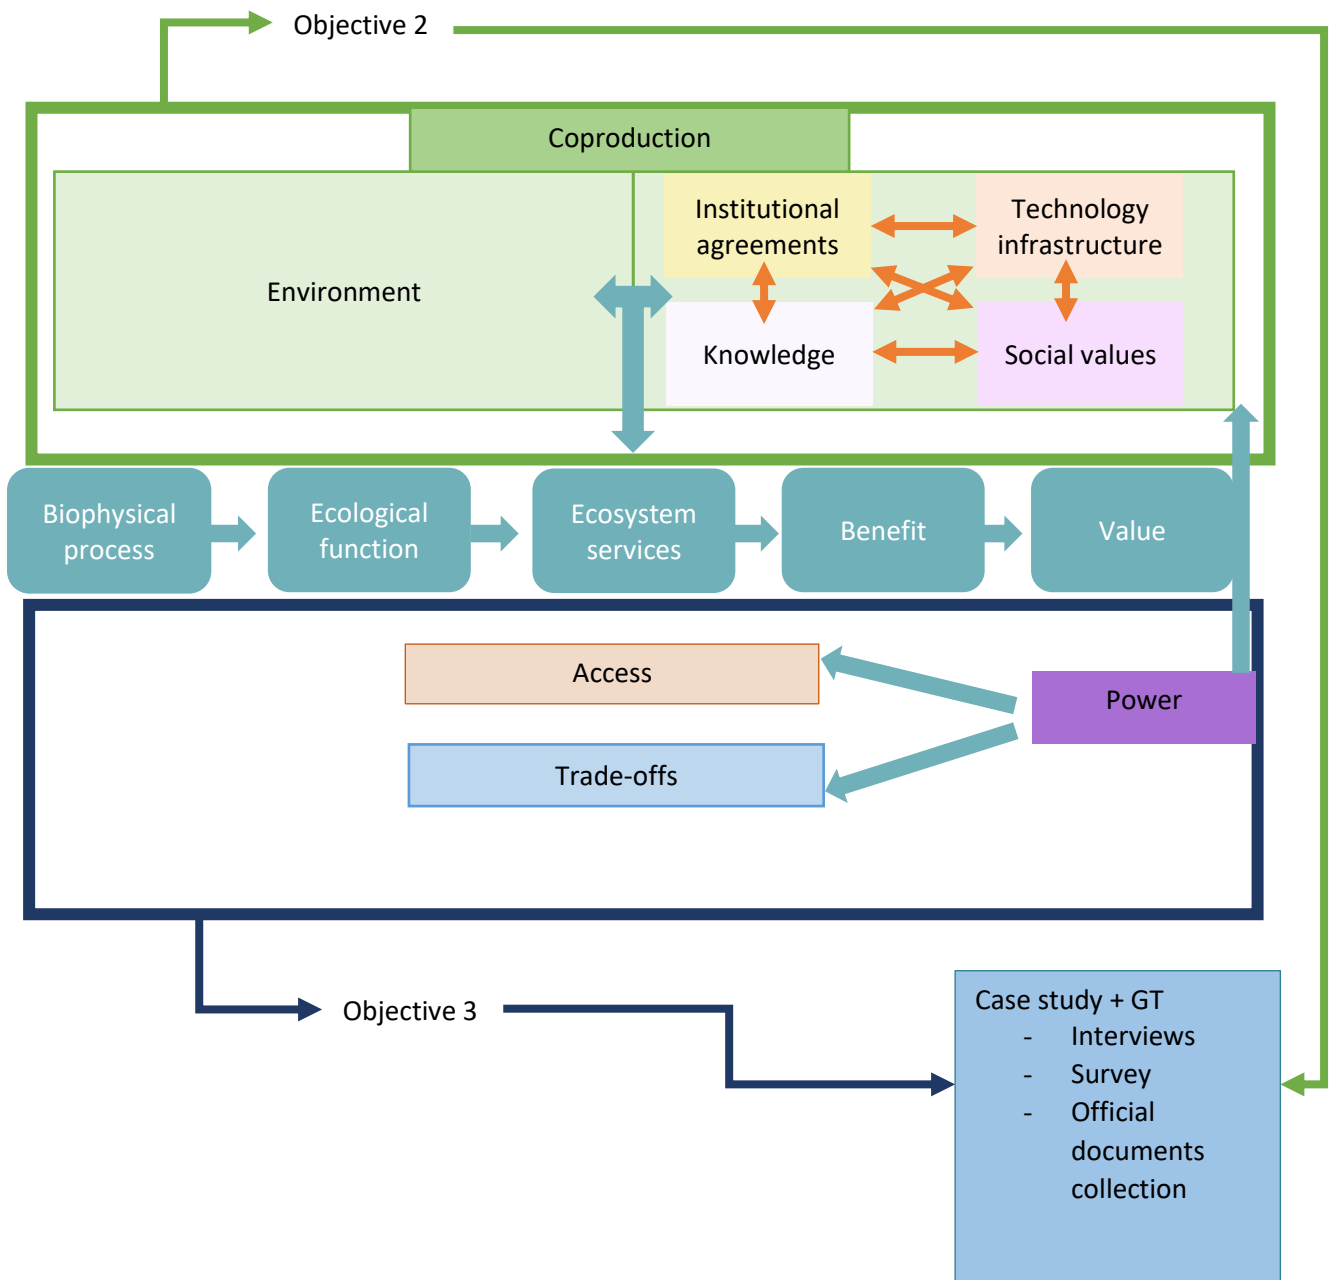 Objective 2
Coproduction
Environment
Institutional
agreements
Technology
infrastructure
Knowledge
Social values
Biophysical
process
Ecological
function
Ecosystem
services
Benefit
Value
Access
Power
Trade-offs
Objective 3
Case study + GT
- Interviews
- Survey
- Official
documents
collection